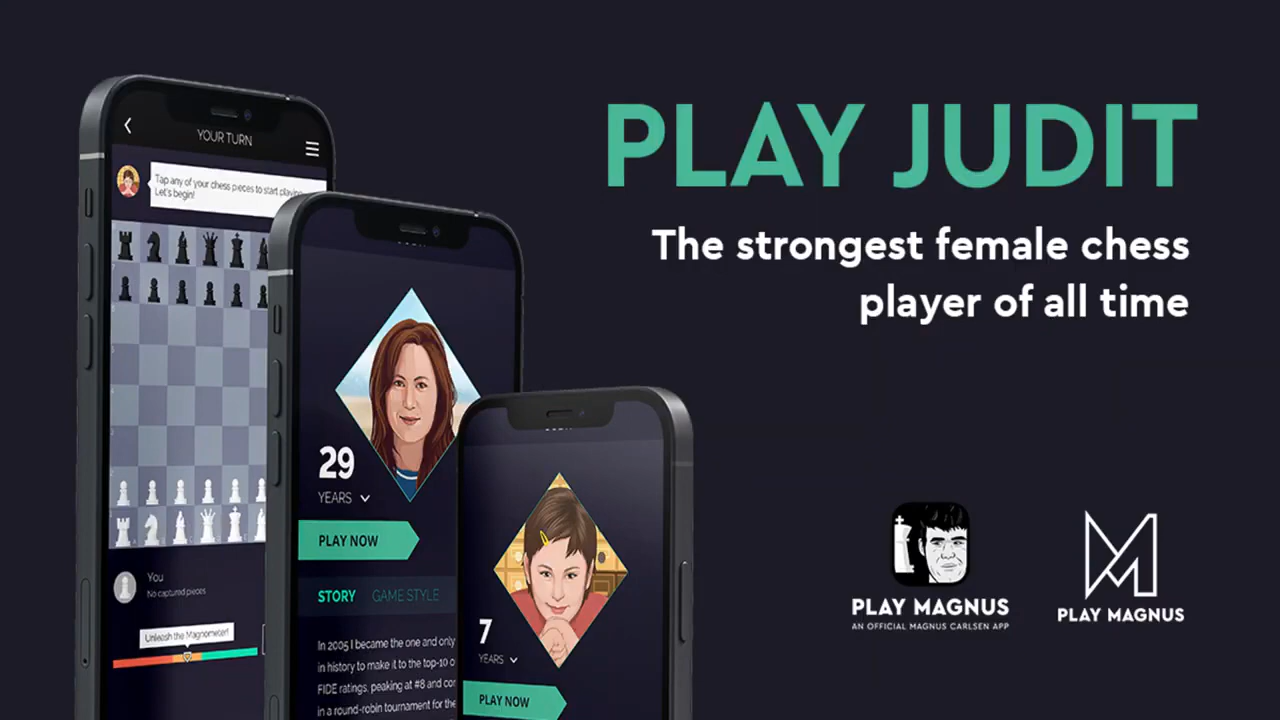 PLAY JUDIT
The strongest female chess
player of all time
YOUR TURN
Tap any of your chess pieces to start playing.
Let's begin!
You
No captured pieces
Unleash the Magnometer!
29
YEARS
PLAY NOW
STORY GAME STYLE
In 2005 I became the one and only
in history to make it to the top-10 o
FIDE ratings, peaking at #8 and cor
in a round-robin tournament for the
7
YEARS
PLAY NOW
PLAY MAGNUS
AN OFFICIAL MAGNUS CARLSEN APP
PLAY MAGNUS